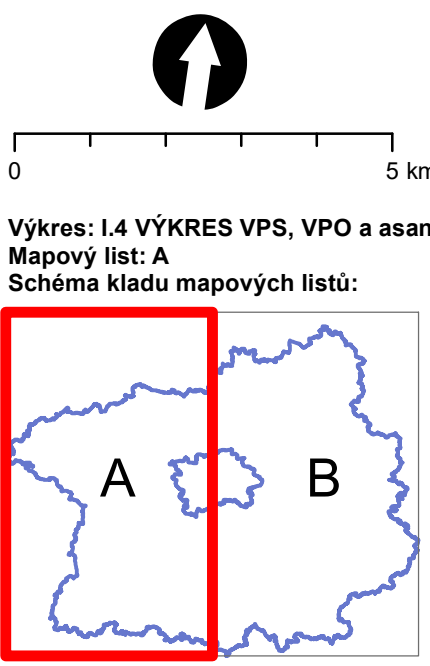 0 5 km
Výkres: I.4 VÝKRES VPS, VPO a asan
Mapový list: A
Schéma kladu mapových listů:
A B